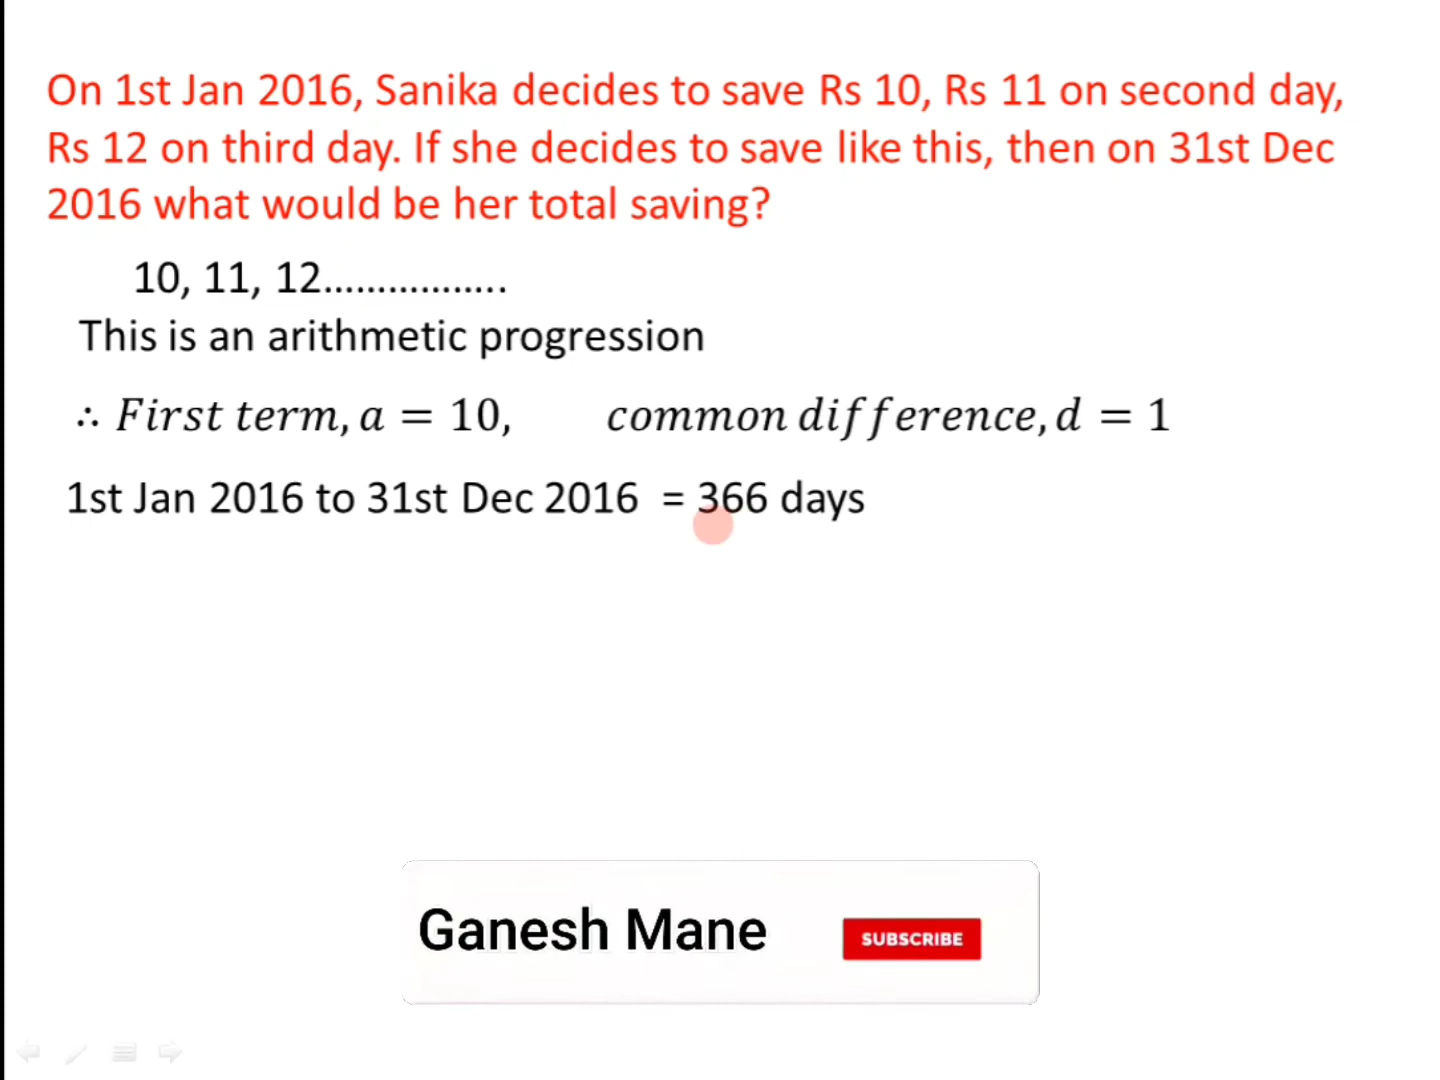 On 1st Jan 2016, Sanika decides to save Rs 10, Rs 11 on second day,
Rs 12 on third day. If she decides to save like this, then on 31st Dec
2016 what would be her total saving?
10, 11, 12.................
This is an arithmetic progression
∴ First term, a = 10, common difference, d = 1
1st Jan 2016 to 31st Dec 2016 = 366 days
Ganesh Mane
SUBSCRIBE